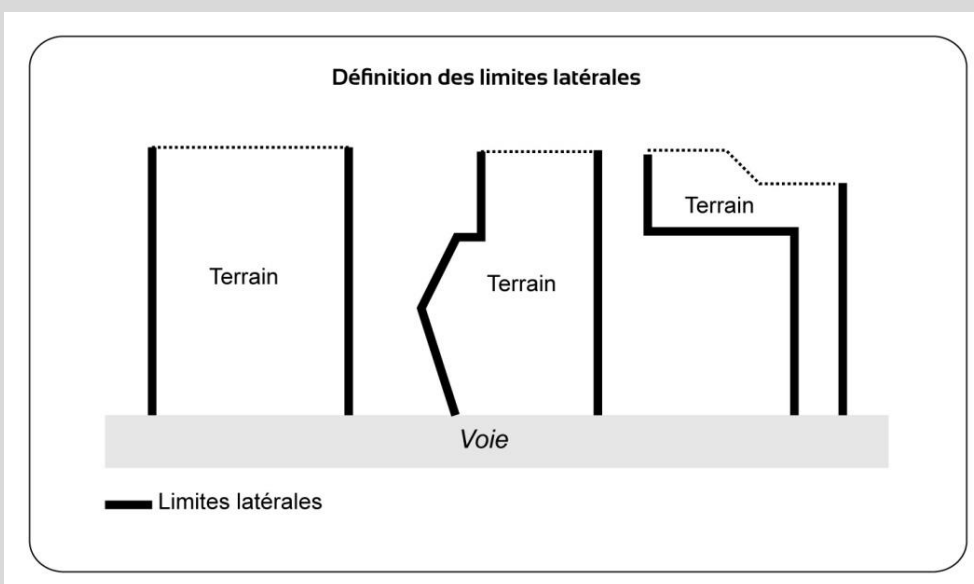 Définition des limites latérales
Terrain
Terrain
Terrain
Voie
Limites latérales